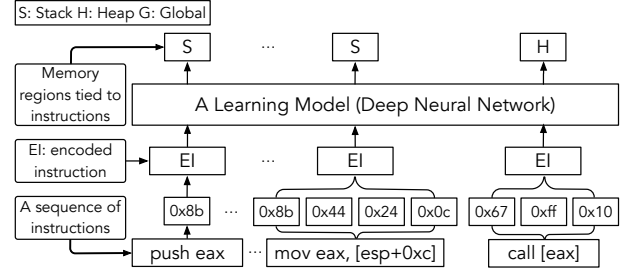 S: Stack H: Heap G: Global
S ... S H
Memory
regions tied to
instructions
A Learning Model (Deep Neural Network)
EI: encoded
instruction
EI ... EI EI
A sequence of
instructions
0x8b ... 0x8b 0x44 0x24 0x0c 0x67 0xff 0x10
push eax ... mov eax, [esp+0xc] call [eax]